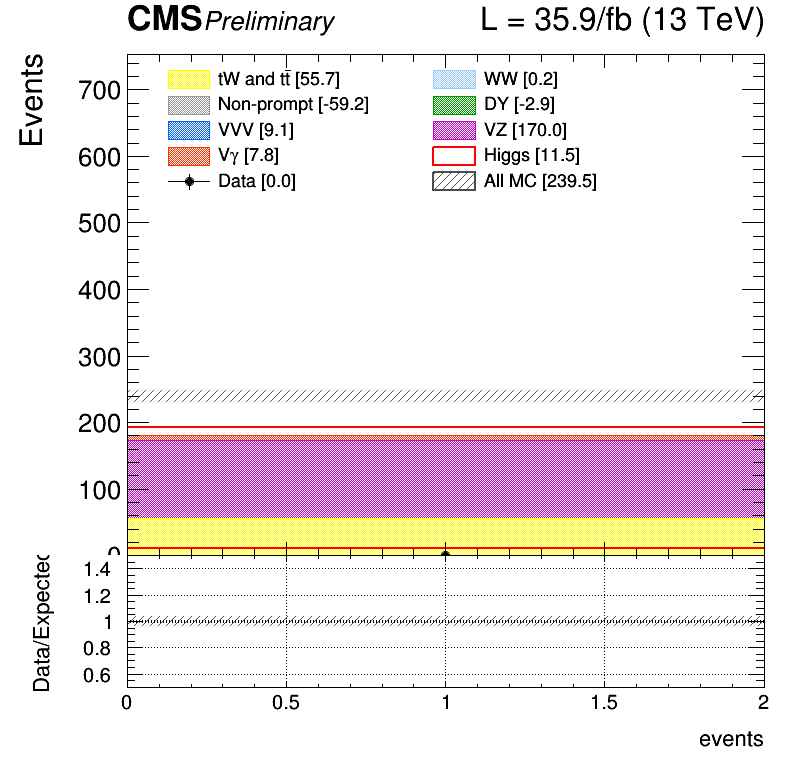 CMS Preliminary L = 35.9/fb (13 TeV)
Events
700
600
500
400
300
200
100
0
tW and tt̄ [55.7]
Non-prompt [-59.2]
VVV [9.1]
Vγ [7.8]
Data [0.0]
WW [0.2]
DY [-2.9]
VZ [170.0]
Higgs [11.5]
All MC [239.5]
Data/Expected
1.4
1.2
1
0.8
0.6
0 0.5 1 1.5 2
events